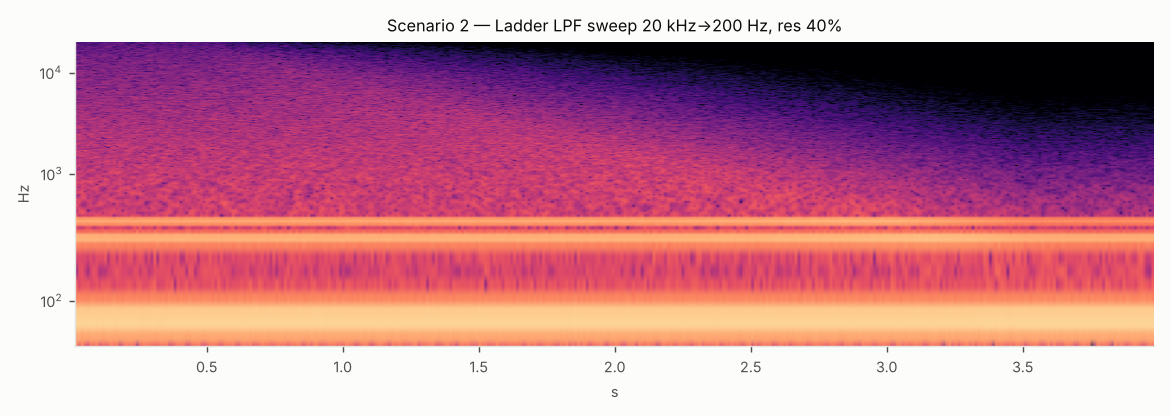 Scenario 2 — Ladder LPF sweep 20 kHz→200 Hz, res 40%
10⁴
10³
Hz
10²
0.5 1.0 1.5 2.0 2.5 3.0 3.5
s